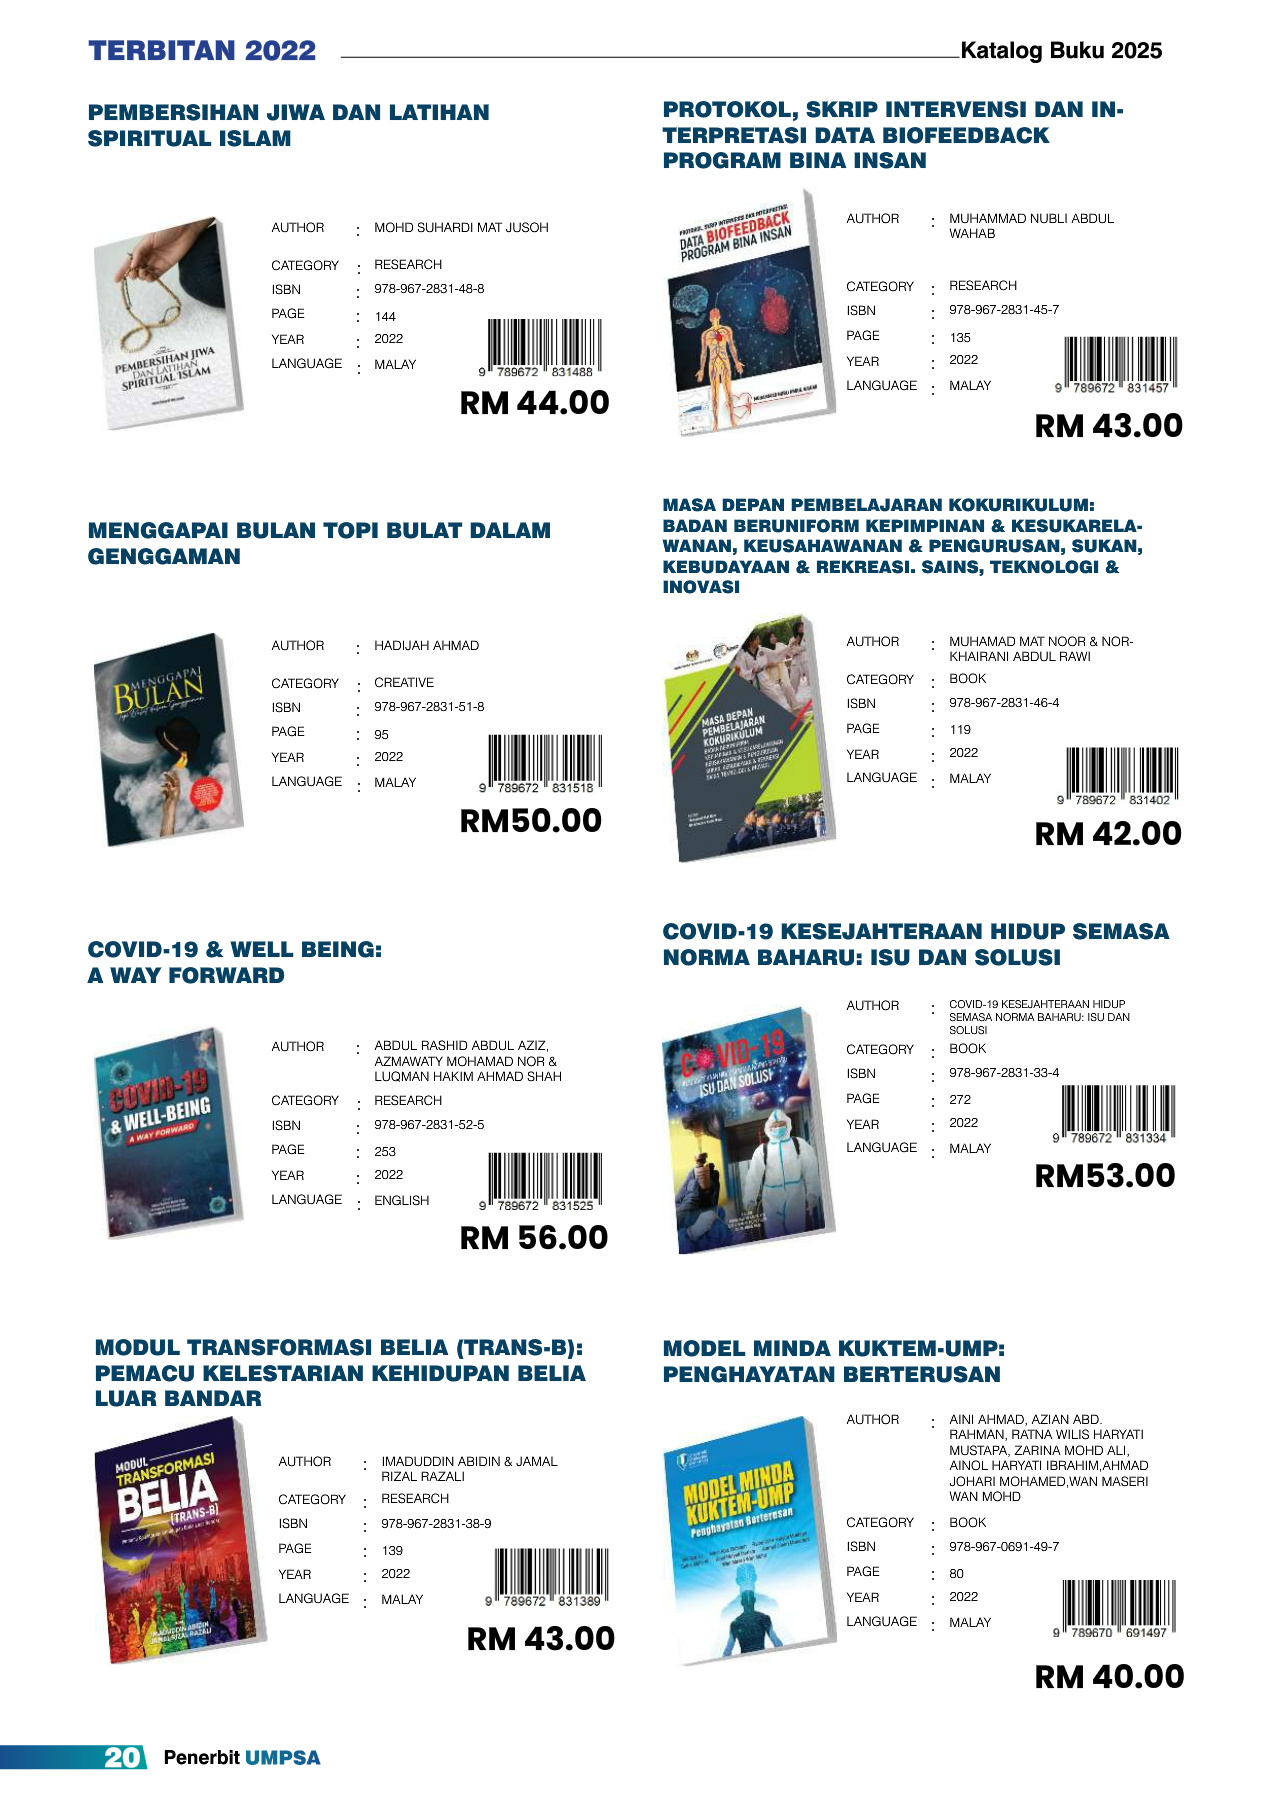 TERBITAN 2022
Katalog Buku 2025
PEMBERSIHAN JIWA DAN LATIHAN
SPIRITUAL ISLAM
PEMBERSIHAN JIWA
DAN LATIHAN
SPIRITUAL ISLAM
AUTHOR : MOHD SUHARDI MAT JUSOH
CATEGORY : RESEARCH
ISBN : 978-967-2831-48-8
PAGE : 144
YEAR : 2022
LANGUAGE : MALAY
9 789672 831488
RM 44.00
PROTOKOL, SKRIP INTERVENSI DAN IN-
TERPRETASI DATA BIOFEEDBACK
PROGRAM BINA INSAN
PROTOKOL, SKRIP INTERVENSI DAN INTERPRETASI
DATA BIOFEEDBACK
PROGRAM BINA INSAN
MUHAMMAD NUBLI ABDUL WAHAB
AUTHOR : MUHAMMAD NUBLI ABDUL
WAHAB
CATEGORY : RESEARCH
ISBN : 978-967-2831-45-7
PAGE : 135
YEAR : 2022
LANGUAGE : MALAY
9 789672 831457
RM 43.00
MENGGAPAI BULAN TOPI BULAT DALAM
GENGGAMAN
MENGGAPAI
BULAN
Topi Bulat dalam Genggaman
AUTHOR : HADIJAH AHMAD
CATEGORY : CREATIVE
ISBN : 978-967-2831-51-8
PAGE : 95
YEAR : 2022
LANGUAGE : MALAY
9 789672 831518
RM50.00
MASA DEPAN PEMBELAJARAN KOKURIKULUM:
BADAN BERUNIFORM KEPIMPINAN & KESUKARELA-
WANAN, KEUSAHAWANAN & PENGURUSAN, SUKAN,
KEBUDAYAAN & REKREASI. SAINS, TEKNOLOGI &
INOVASI
MASA DEPAN
PEMBELAJARAN
KOKURIKULUM
AUTHOR : MUHAMAD MAT NOOR & NOR-
KHAIRANI ABDUL RAWI
CATEGORY : BOOK
ISBN : 978-967-2831-46-4
PAGE : 119
YEAR : 2022
LANGUAGE : MALAY
9 789672 831402
RM 42.00
COVID-19 & WELL BEING:
A WAY FORWARD
COVID-19
& WELL-BEING
A WAY FORWARD
AUTHOR : ABDUL RASHID ABDUL AZIZ,
AZMAWATY MOHAMAD NOR &
LUQMAN HAKIM AHMAD SHAH
CATEGORY : RESEARCH
ISBN : 978-967-2831-52-5
PAGE : 253
YEAR : 2022
LANGUAGE : ENGLISH
9 789672 831525
RM 56.00
COVID-19 KESEJAHTERAAN HIDUP SEMASA
NORMA BAHARU: ISU DAN SOLUSI
COVID-19
ISU DAN SOLUSI
AUTHOR : COVID-19 KESEJAHTERAAN HIDUP
SEMASA NORMA BAHARU: ISU DAN
SOLUSI
CATEGORY : BOOK
ISBN : 978-967-2831-33-4
PAGE : 272
YEAR : 2022
LANGUAGE : MALAY
9 789672 831334
RM53.00
MODUL TRANSFORMASI BELIA (TRANS-B):
PEMACU KELESTARIAN KEHIDUPAN BELIA
LUAR BANDAR
MODUL
TRANSFORMASI
BELIA
(TRANS-B)
IMADUDDIN ABIDIN
JAMAL RIZAL RAZALI
AUTHOR : IMADUDDIN ABIDIN & JAMAL
RIZAL RAZALI
CATEGORY : RESEARCH
ISBN : 978-967-2831-38-9
PAGE : 139
YEAR : 2022
LANGUAGE : MALAY
9 789672 831389
RM 43.00
MODEL MINDA KUKTEM-UMP:
PENGHAYATAN BERTERUSAN
MODEL MINDA
KUKTEM-UMP
Penghayatan Berterusan
AUTHOR : AINI AHMAD, AZIAN ABD.
RAHMAN, RATNA WILIS HARYATI
MUSTAPA, ZARINA MOHD ALI,
AINOL HARYATI IBRAHIM,AHMAD
JOHARI MOHAMED,WAN MASERI
WAN MOHD
CATEGORY : BOOK
ISBN : 978-967-0691-49-7
PAGE : 80
YEAR : 2022
LANGUAGE : MALAY
9 789670 691497
RM 40.00
20 Penerbit UMPSA